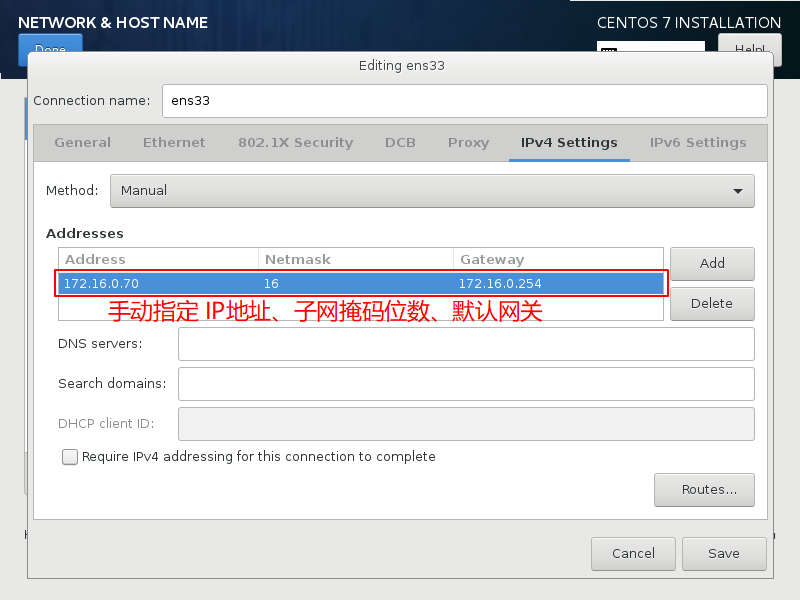 NETWORK & HOST NAME
CENTOS 7 INSTALLATION
Done
Help!
Editing ens33
Connection name: ens33
General Ethernet 802.1X Security DCB Proxy IPv4 Settings IPv6 Settings
Method: Manual
Addresses
Address Netmask Gateway
172.16.0.70 16 172.16.0.254
Add
手动指定 IP地址、子网掩码位数、默认网关
Delete
DNS servers:
Search domains:
DHCP client ID:
Require IPv4 addressing for this connection to complete
Routes...
Cancel Save